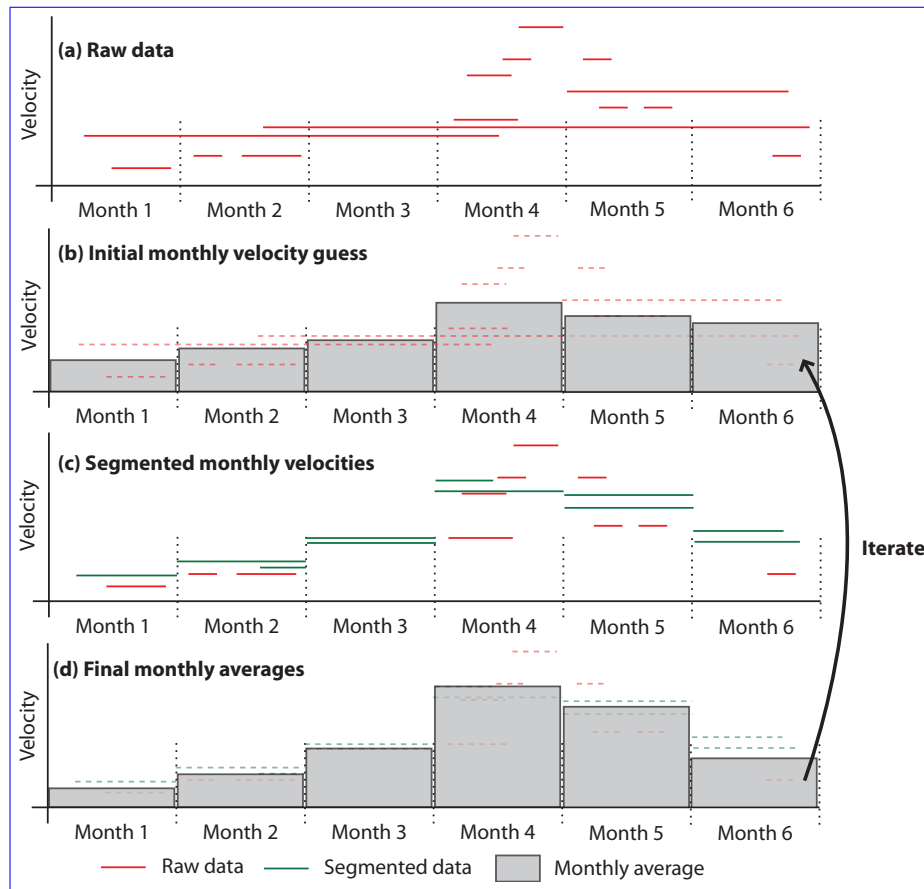 (a) Raw data
Velocity
Month 1 Month 2 Month 3 Month 4 Month 5 Month 6
(b) Initial monthly velocity guess
Velocity
Month 1 Month 2 Month 3 Month 4 Month 5 Month 6
(c) Segmented monthly velocities
Iterate
Month 1 Month 2 Month 3 Month 4 Month 5 Month 6
(d) Final monthly averages
Velocity
Month 1 Month 2 Month 3 Month 4 Month 5 Month 6
Raw data Segmented data Monthly average